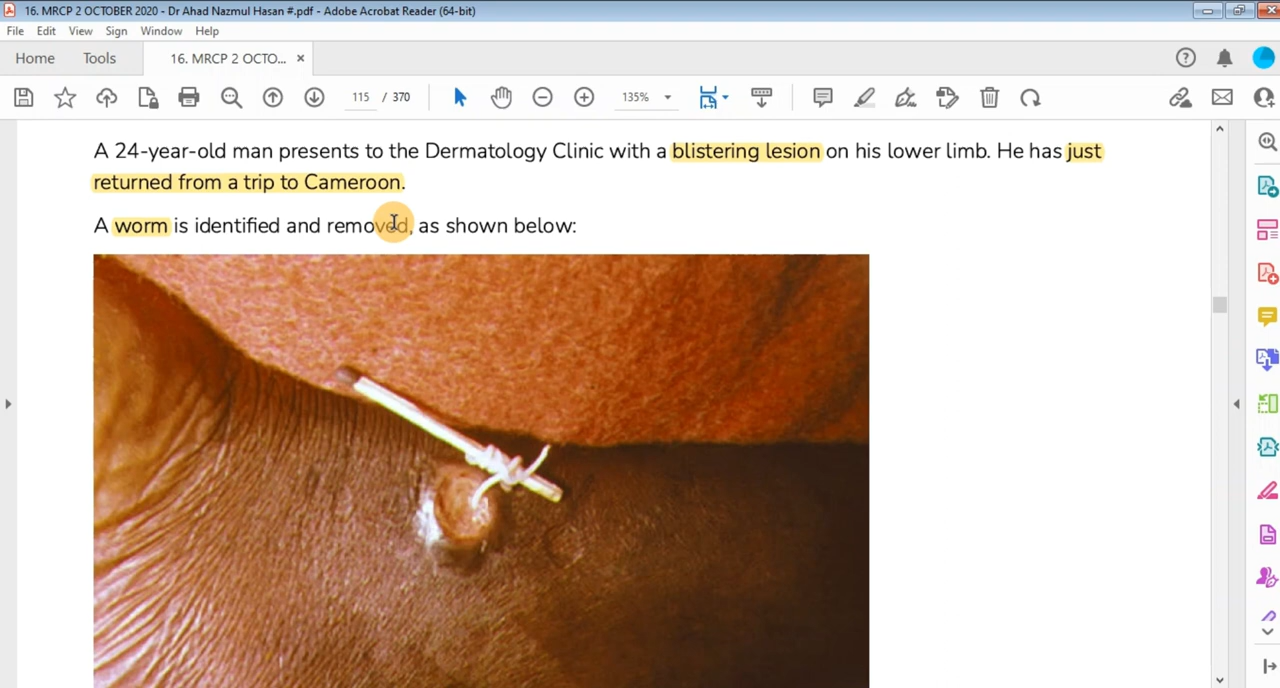 16. MRCP 2 OCTOBER 2020 - Dr Ahad Nazmul Hasan #.pdf - Adobe Acrobat Reader (64-bit)
File Edit View Sign Window Help
Home Tools 16. MRCP 2 OCTO... ×
115 / 370 135%
A 24-year-old man presents to the Dermatology Clinic with a blistering lesion on his lower limb. He has just
returned from a trip to Cameroon.
A worm is identified and removed, as shown below: